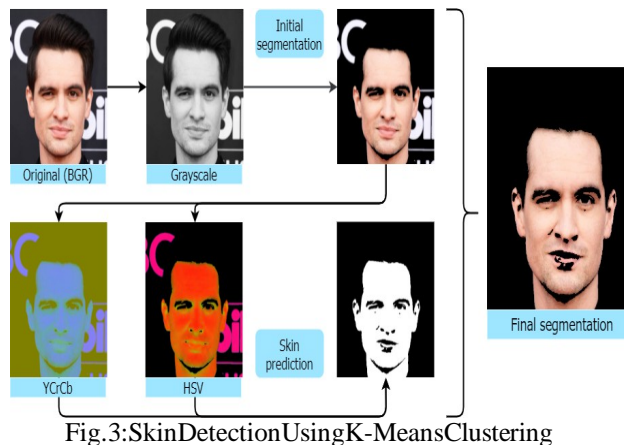 Initial
segmentation
Original (BGR)
Grayscale
Final segmentation
Skin
prediction
YCrCb
HSV
Fig.3:SkinDetectionUsingK-MeansClustering